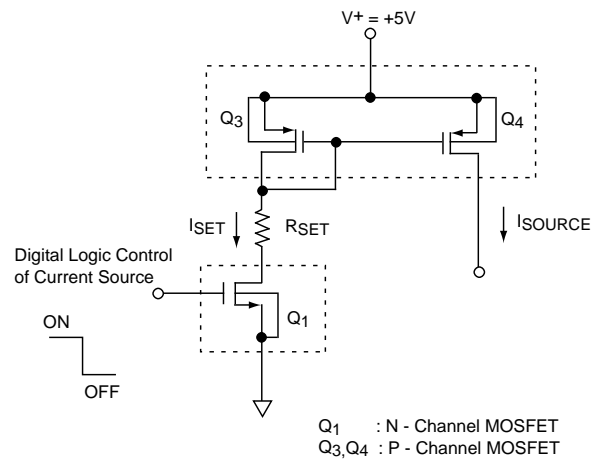 V+ = +5V
Q3
Q4
ISET
RSET
ISOURCE
Digital Logic Control
of Current Source
Q1
ON
OFF
Q1 : N - Channel MOSFET
Q3,Q4 : P - Channel MOSFET